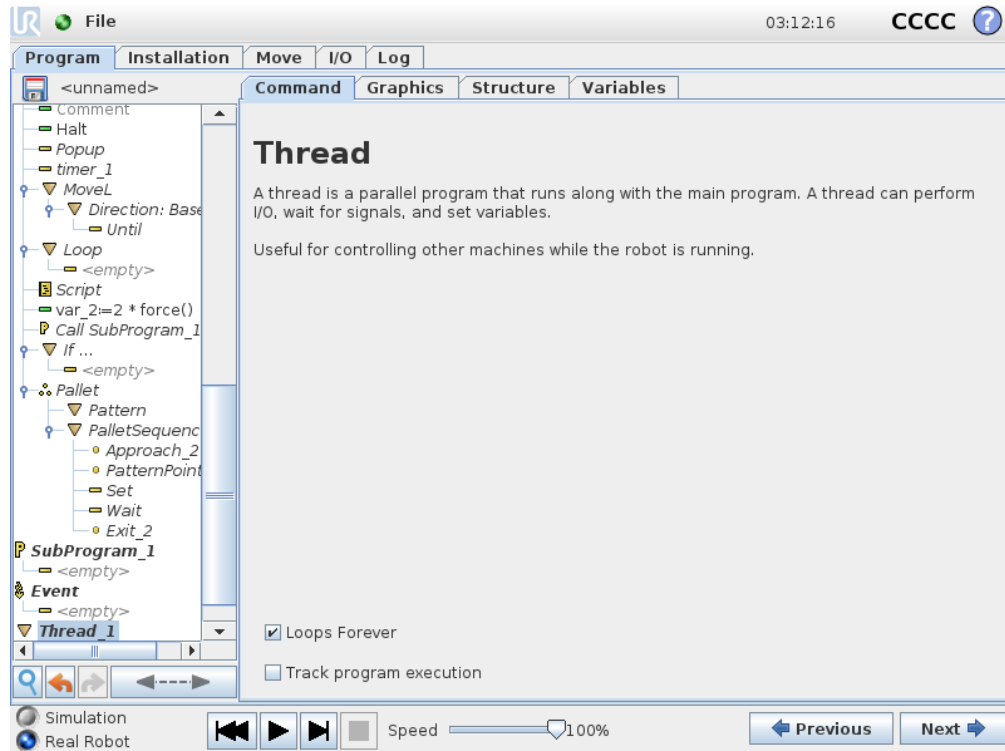 UR File 03:12:16 CCCC ?
Program Installation Move I/O Log
<unnamed> Command Graphics Structure Variables
Comment
Halt
Popup
timer_1
MoveL
Direction: Base
Until
Loop
<empty>
Script
var_2:=2 * force()
P Call SubProgram_1
If ...
<empty>
Pallet
Pattern
PalletSequenc
Approach_2
PatternPoint
Set
Wait
Exit_2
P SubProgram_1
<empty>
Event
<empty>
Thread_1
Thread
A thread is a parallel program that runs along with the main program. A thread can perform
I/O, wait for signals, and set variables.
Useful for controlling other machines while the robot is running.
Loops Forever
Track program execution
Simulation
Real Robot
Speed 100%
Previous Next